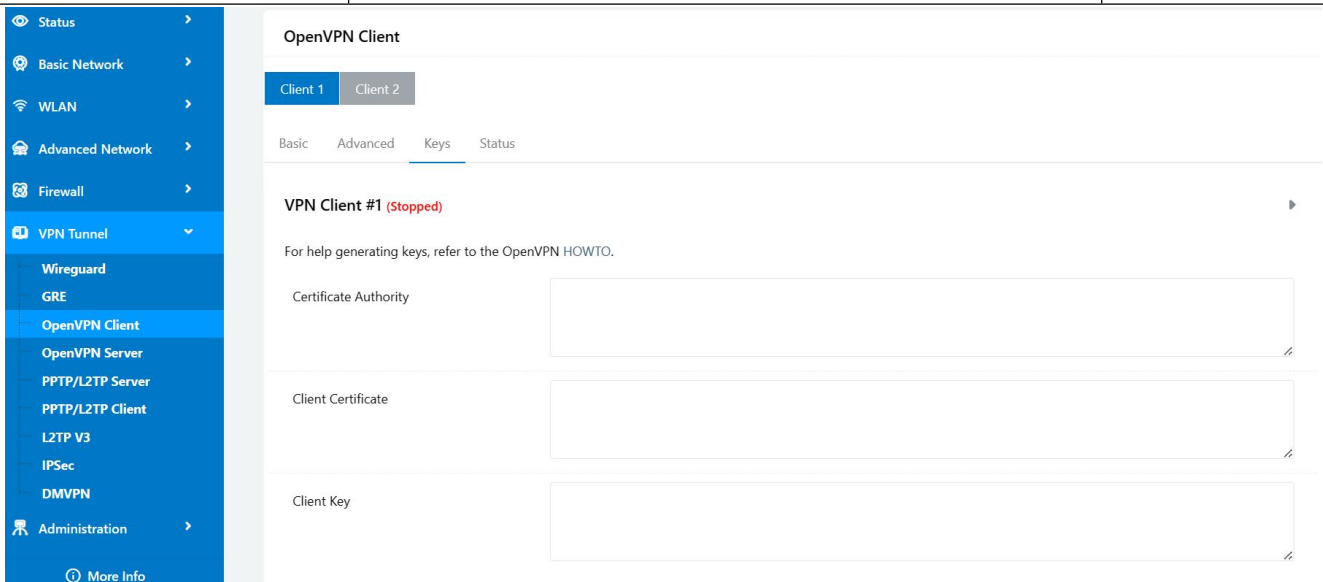 Status
Basic Network
WLAN
Advanced Network
Firewall
VPN Tunnel
Wireguard
GRE
OpenVPN Client
OpenVPN Server
PPTP/L2TP Server
PPTP/L2TP Client
L2TP V3
IPSec
DMVPN
Administration
More Info
OpenVPN Client
Client 1 Client 2
Basic Advanced Keys Status
VPN Client #1 (Stopped)
For help generating keys, refer to the OpenVPN HOWTO.
Certificate Authority
Client Certificate
Client Key